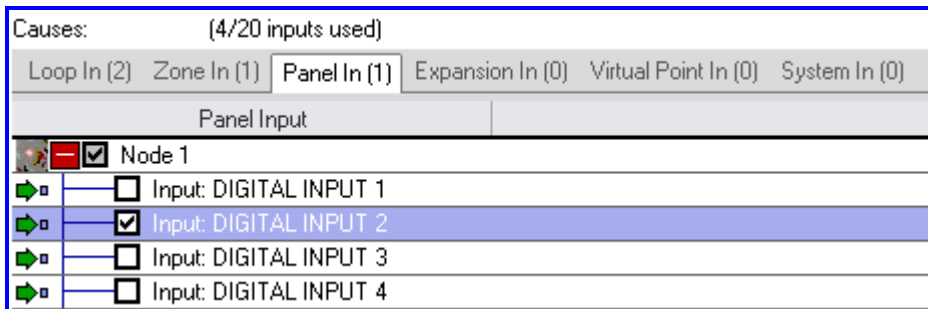 Causes: (4/20 inputs used)
Loop In (2) Zone In (1) Panel In (1) Expansion In (0) Virtual Point In (0) System In (0)
Panel Input
Node 1
Input: DIGITAL INPUT 1
Input: DIGITAL INPUT 2
Input: DIGITAL INPUT 3
Input: DIGITAL INPUT 4